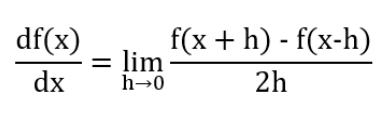 df(x)/dx = lim h→0 f(x + h) - f(x-h)/2h